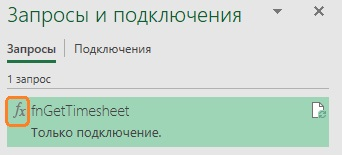 Запросы и подключения
Запросы Подключения
1 запрос
fx fnGetTimesheet
Только подключение.